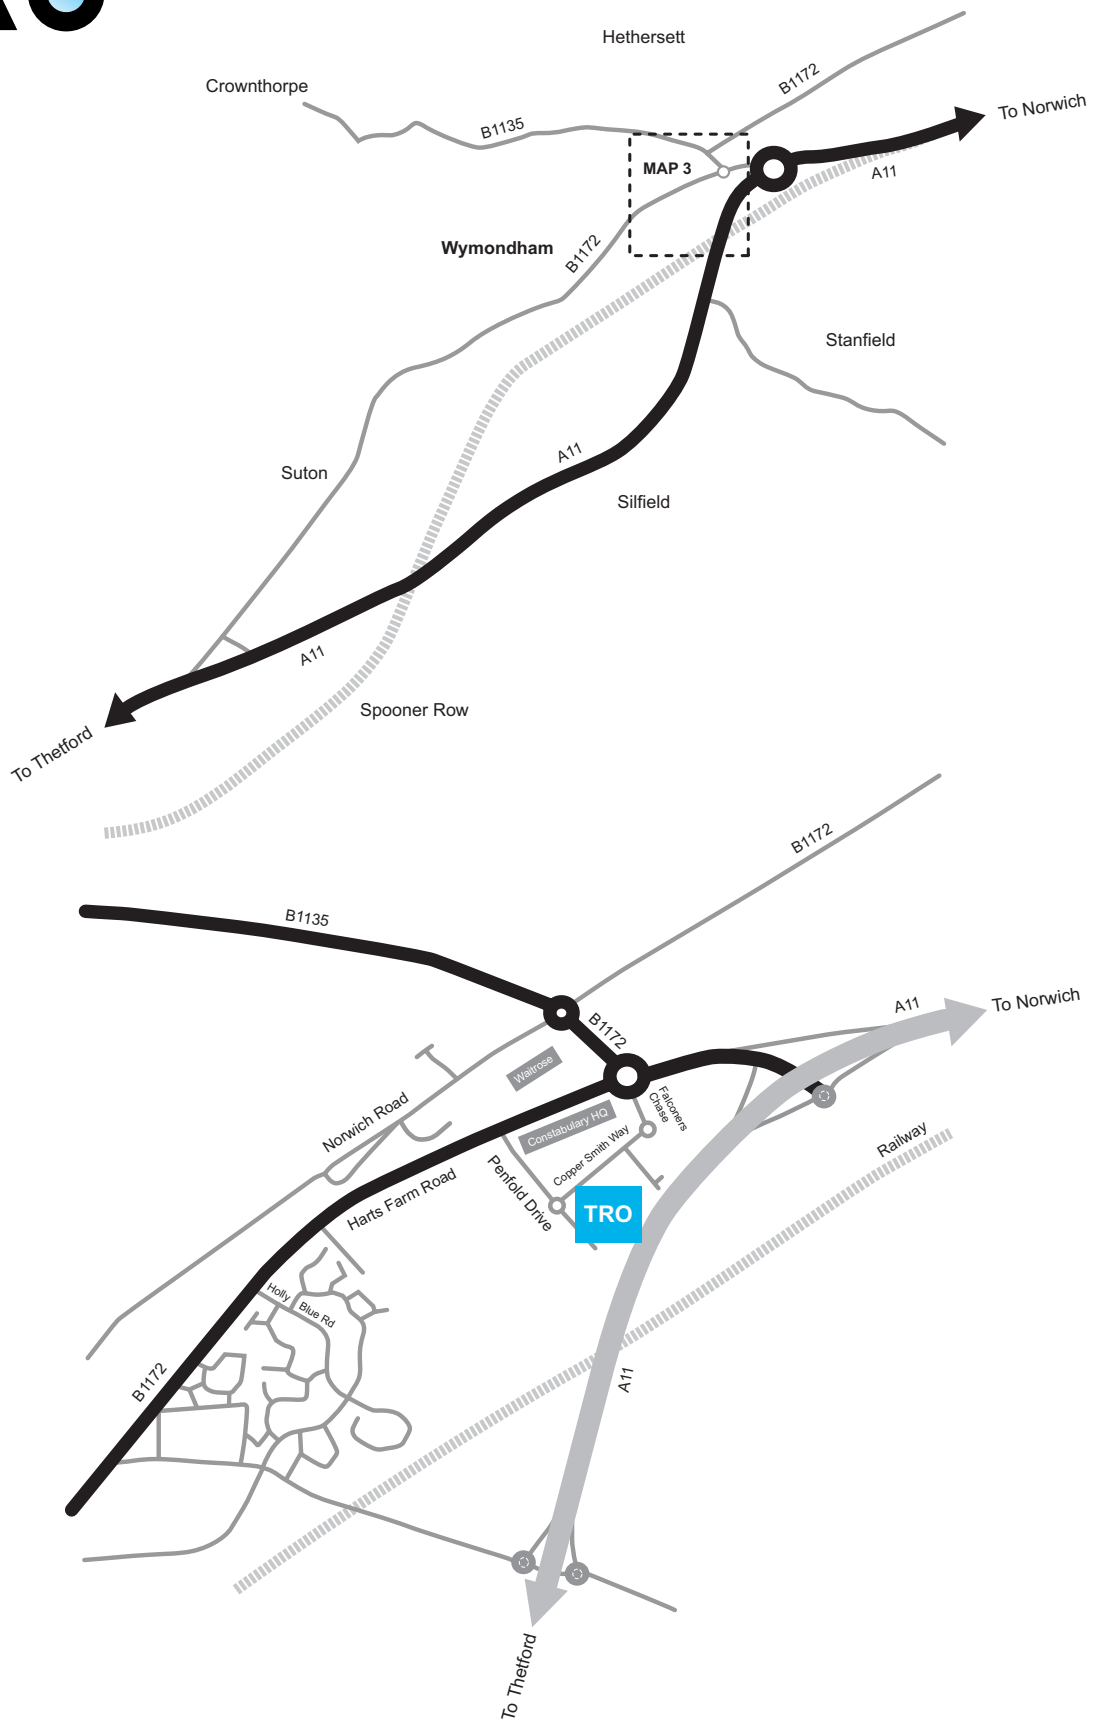 Hethersett
Crownthorpe
B1172
To Norwich
B1135
MAP 3
A11
Wymondham
B1172
Stanfield
A11
Suton
Silfield
A11
Spooner Row
To Thetford
B1172
B1135
To Norwich
A11
B1172
Waitrose
Falconers
Chase
Norwich Road
Constabulary HQ
Copper Smith Way
Railway
Penfold Drive
Harts Farm Road
TRO
Holly
Blue Rd
B1172
A11
To Thetford